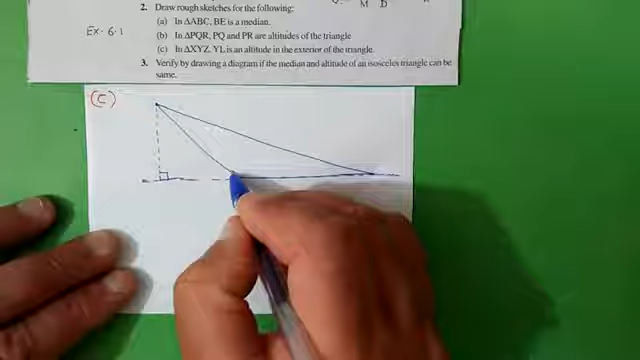 M D
2. Draw rough sketches for the following:
Ex. 6.1
(a) In ΔABC, BE is a median.
(b) In ΔPQR, PQ and PR are altitudes of the triangle
(c) In ΔXYZ, YL is an altitude in the exterior of the triangle.
3. Verify by drawing a diagram if the median and altitude of an isosceles triangle can be
same.
(C)